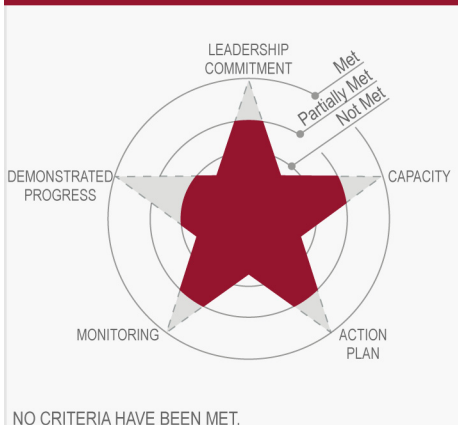 LEADERSHIP
COMMITMENT
Met
Partially Met
Not Met
DEMONSTRATED
PROGRESS
CAPACITY
MONITORING
ACTION
PLAN
NO CRITERIA HAVE BEEN MET.